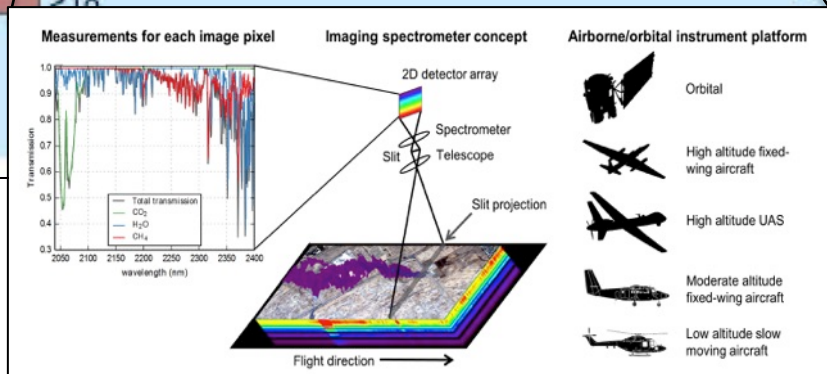 Measurements for each image pixel
Imaging spectrometer concept
Airborne/orbital instrument platform
1.0
0.9
0.8
0.7
0.6
0.5
0.4
0.3
Transmission
Total transmission
CO₂
H₂O
CH₄
2050 2100 2150 2200 2250 2300 2350 2400
wavelength (nm)
2D detector array
Spectrometer
Slit
Telescope
Slit projection
Flight direction
Orbital
High altitude fixed-
wing aircraft
High altitude UAS
Moderate altitude
fixed-wing aircraft
Low altitude slow
moving aircraft